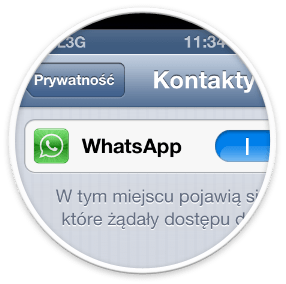 3G 11:34
Prywatność Kontakty
WhatsApp
W tym miejscu pojawią
które żądały dostępu